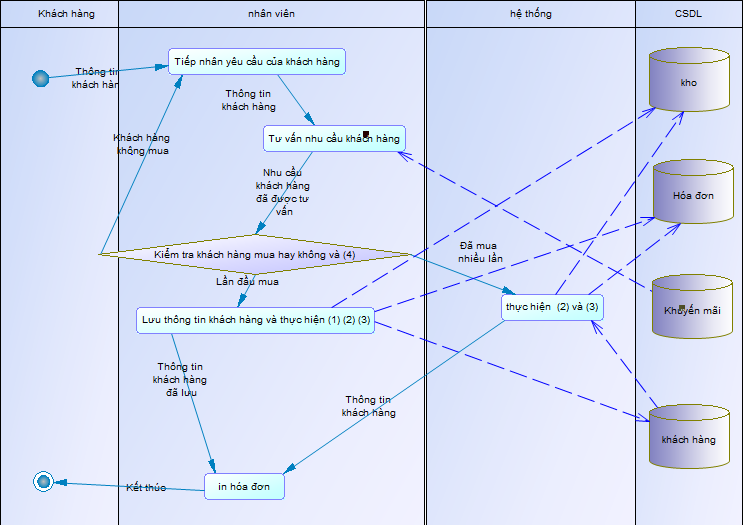 Khách hàng
nhân viên
hệ thống
CSDL
Tiếp nhân yêu cầu của khách hàng
Thông tin
khách hàn
Thông tin
khách hàng
kho
Khách hàng
không mua
Tư vấn nhu cầu khách hàng
Nhu cầu
khách hàng
đã được tư
vấn
Hóa đơn
Kiểm tra khách hàng mua hay không và (4)
Đã mua
nhiều lần
Lần đầu mua
Lưu thông tin khách hàng và thực hiện (1) (2) (3)
thực hiện (2) và (3)
Khuyến mãi
Thông tin
khách hàng
đã lưu
Thông tin
khách hàng
khách hàng
Kết thúc
in hóa đơn